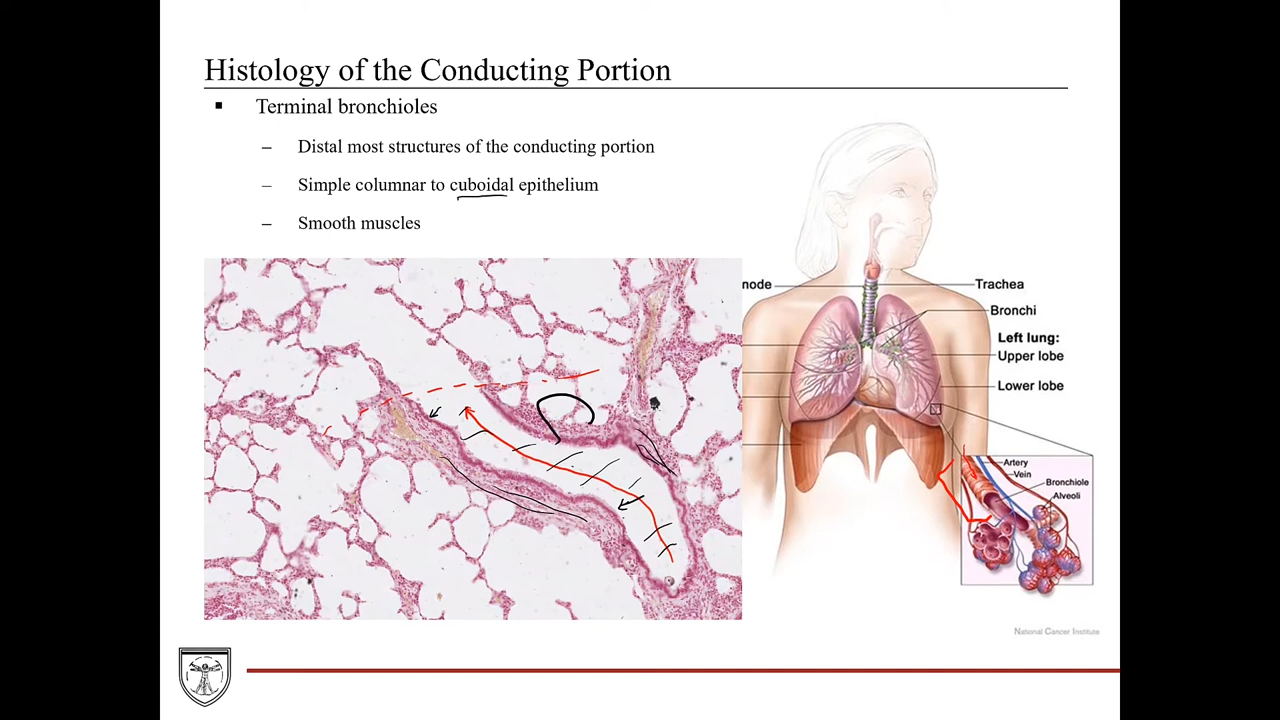 Histology of the Conducting Portion
▪ Terminal bronchioles
– Distal most structures of the conducting portion
– Simple columnar to cuboidal epithelium
– Smooth muscles
node
Trachea
Bronchi
Left lung:
Upper lobe
Lower lobe
Artery
Vein
Bronchiole
Alveoli
National Cancer Institute